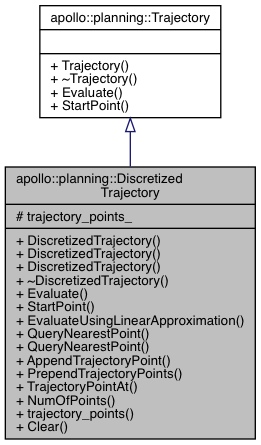 apollo::planning::Trajectory
+ Trajectory()
+ ~Trajectory()
+ Evaluate()
+ StartPoint()
apollo::planning::Discretized
Trajectory
# trajectory_points_
+ DiscretizedTrajectory()
+ DiscretizedTrajectory()
+ DiscretizedTrajectory()
+ ~DiscretizedTrajectory()
+ Evaluate()
+ StartPoint()
+ EvaluateUsingLinearApproximation()
+ QueryNearestPoint()
+ QueryNearestPoint()
+ AppendTrajectoryPoint()
+ PrependTrajectoryPoints()
+ TrajectoryPointAt()
+ NumOfPoints()
+ trajectory_points()
+ Clear()